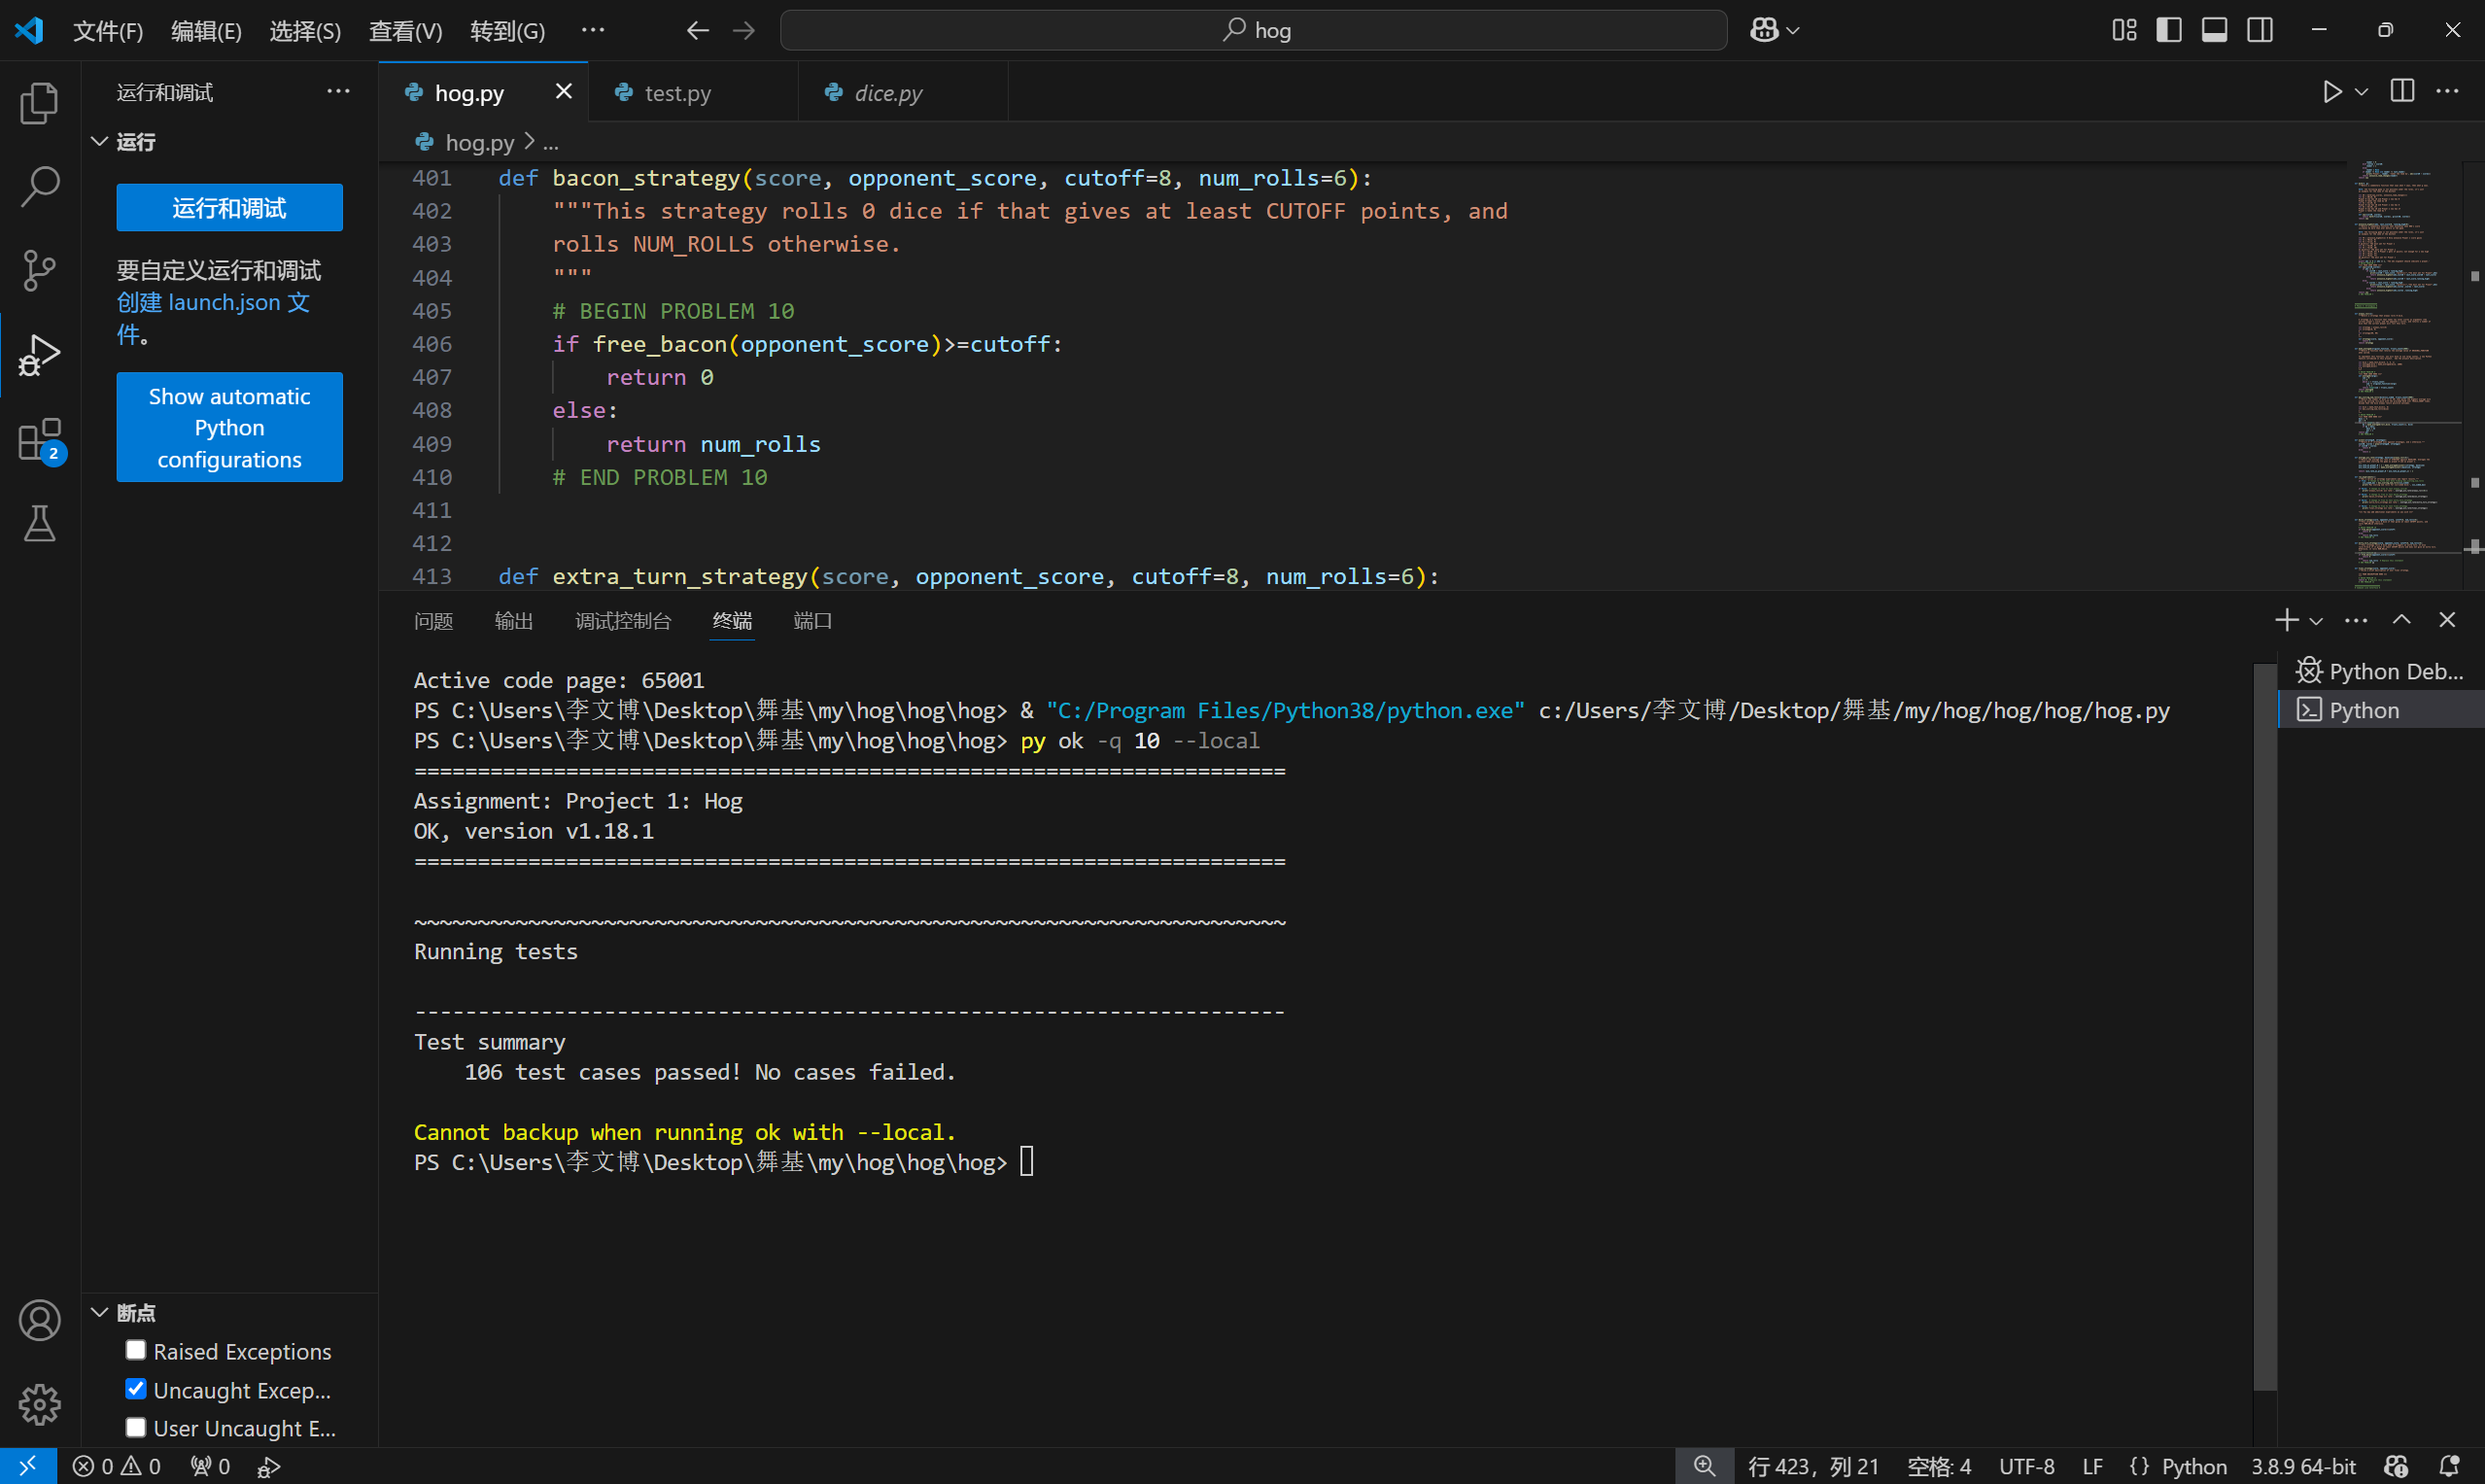 文件(F) 编辑(E) 选择(S) 查看(V) 转到(G) ··· hog
运行和调试 ···
运行
运行和调试
要自定义运行和调试
创建 launch.json 文
件。
Show automatic
Python
configurations
2
hog.py test.py dice.py
hog.py > ...
401 def bacon_strategy(score, opponent_score, cutoff=8, num_rolls=6):
402 """This strategy rolls 0 dice if that gives at least CUTOFF points, and
403 rolls NUM_ROLLS otherwise.
404 """
405 # BEGIN PROBLEM 10
406 if free_bacon(opponent_score)>=cutoff:
407 return 0
408 else:
409 return num_rolls
410 # END PROBLEM 10
411
412
413 def extra_turn_strategy(score, opponent_score, cutoff=8, num_rolls=6):
问题 输出 调试控制台 终端 端口
Active code page: 65001
PS C:\Users\李文博\Desktop\舞基\my\hog\hog\hog> & "C:/Program Files/Python38/python.exe" c:/Users/李文博/Desktop/舞基/my/hog/hog/hog/hog.py
PS C:\Users\李文博\Desktop\舞基\my\hog\hog\hog> py ok -q 10 --local
=====================================================================
Assignment: Project 1: Hog
OK, version v1.18.1
=====================================================================
~~~~~~~~~~~~~~~~~~~~~~~~~~~~~~~~~~~~~~~~~~~~~~~~~~~~~~~~~~~~~~~~~~~~~
Running tests
---------------------------------------------------------------------
Test summary
106 test cases passed! No cases failed.
Cannot backup when running ok with --local.
PS C:\Users\李文博\Desktop\舞基\my\hog\hog\hog>
Python Deb...
Python
断点
Raised Exceptions
Uncaught Excep...
User Uncaught E...
0 0 0 行 423，列 21 空格: 4 UTF-8 LF {} Python 3.8.9 64-bit